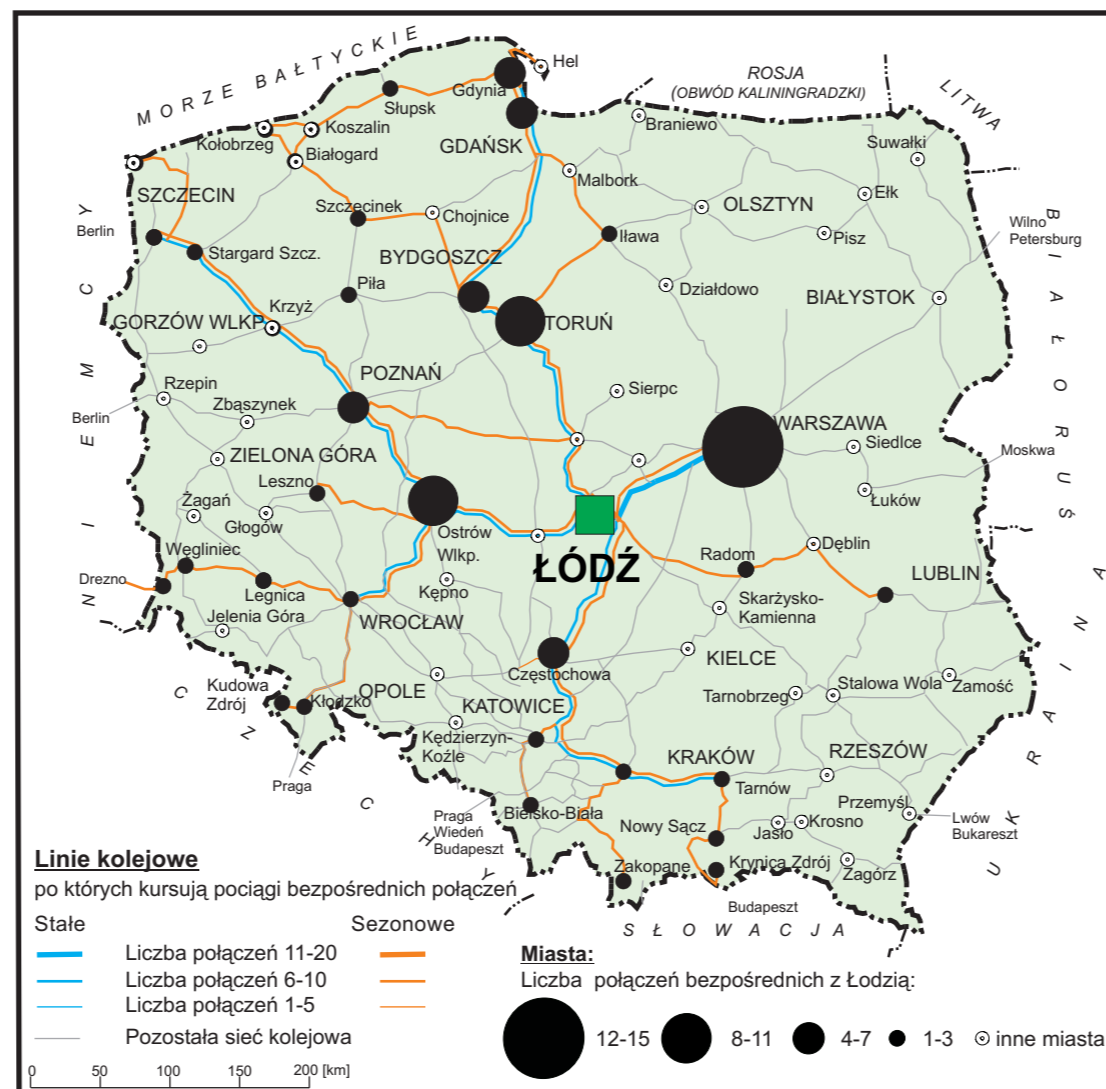 MORZE BAŁTYCKIE
Hel
Gdynia
ROSJA
(OBWÓD KALININGRADZKI)
LITWA
Słupsk
Koszalin
Kołobrzeg
Białogard
GDAŃSK
Braniewo
Suwałki
Malbork
Ełk
SZCZECIN
Szczecinek
Chojnice
OLSZTYN
Iława
Pisz
Berlin
Wilno
Petersburg
Stargard Szcz.
BYDGOSZCZ
Piła
Działdowo
BIAŁYSTOK
Krzyż
GORZÓW WLKP
TORUŃ
NIEMCY
BIAŁORUŚ
POZNAŃ
Rzepin
Zbąszynek
Sierpc
Berlin
WARSZAWA
Siedlce
Moskwa
ZIELONA GÓRA
Leszno
Łuków
Żagań
Głogów
Ostrów
Wlkp.
ŁÓDŹ
Węgliniec
Radom
Dęblin
Drezno
Legnica
Kępno
LUBLIN
Jelenia Góra
WROCŁAW
Skarżysko-
Kamienna
Częstochowa
KIELCE
Kudowa
Zdrój
Kłodzko
OPOLE
KATOWICE
Tarnobrzeg
Stalowa Wola
Zamość
Kędzierzyn-
Koźle
KRAKÓW
RZESZÓW
UKRAINA
Praga
Tarnów
CZECHY
Praga
Wiedeń
Budapeszt
Bielsko-Biała
Nowy Sącz
Jasło
Krosno
Przemyśl
Lwów
Bukareszt
Zakopane
Krynica Zdrój
Zagórz
Budapeszt
SŁOWACJA
Linie kolejowe
po których kursują pociągi bezpośrednich połączeń
Stałe
Sezonowe
Liczba połączeń 11-20
Liczba połączeń 6-10
Liczba połączeń 1-5
Pozostała sieć kolejowa
0 50 100 150 200 [km]
Miasta:
Liczba połączeń bezpośrednich z Łodzią:
12-15 8-11 4-7 1-3 inne miasta